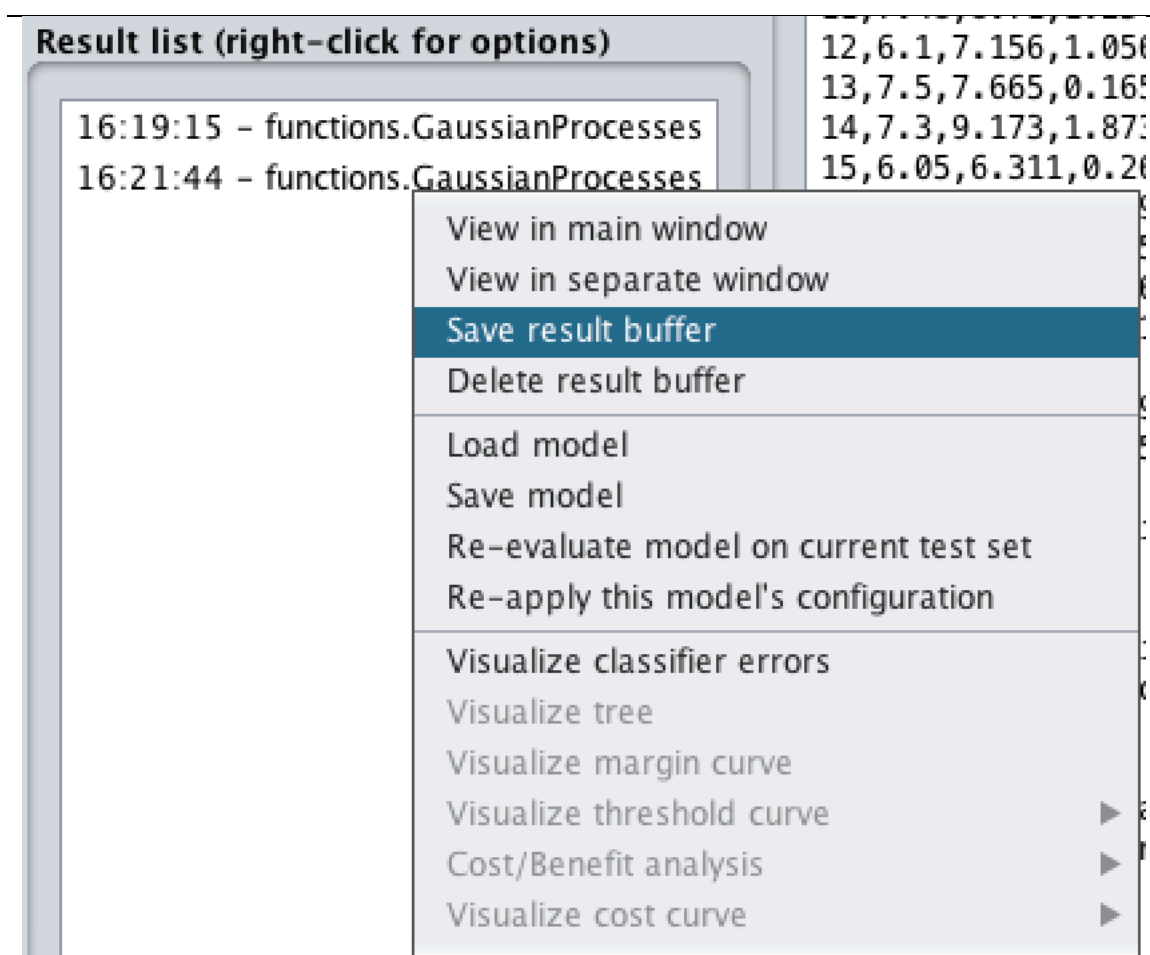 Result list (right-click for options)
16:19:15 – functions.GaussianProcesses
16:21:44 – functions.GaussianProcesses
12,6.1,7.156,1.056
13,7.5,7.665,0.165
14,7.3,9.173,1.873
15,6.05,6.311,0.26
View in main window
View in separate window
Save result buffer
Delete result buffer
Load model
Save model
Re-evaluate model on current test set
Re-apply this model's configuration
Visualize classifier errors
Visualize tree
Visualize margin curve
Visualize threshold curve
Cost/Benefit analysis
Visualize cost curve